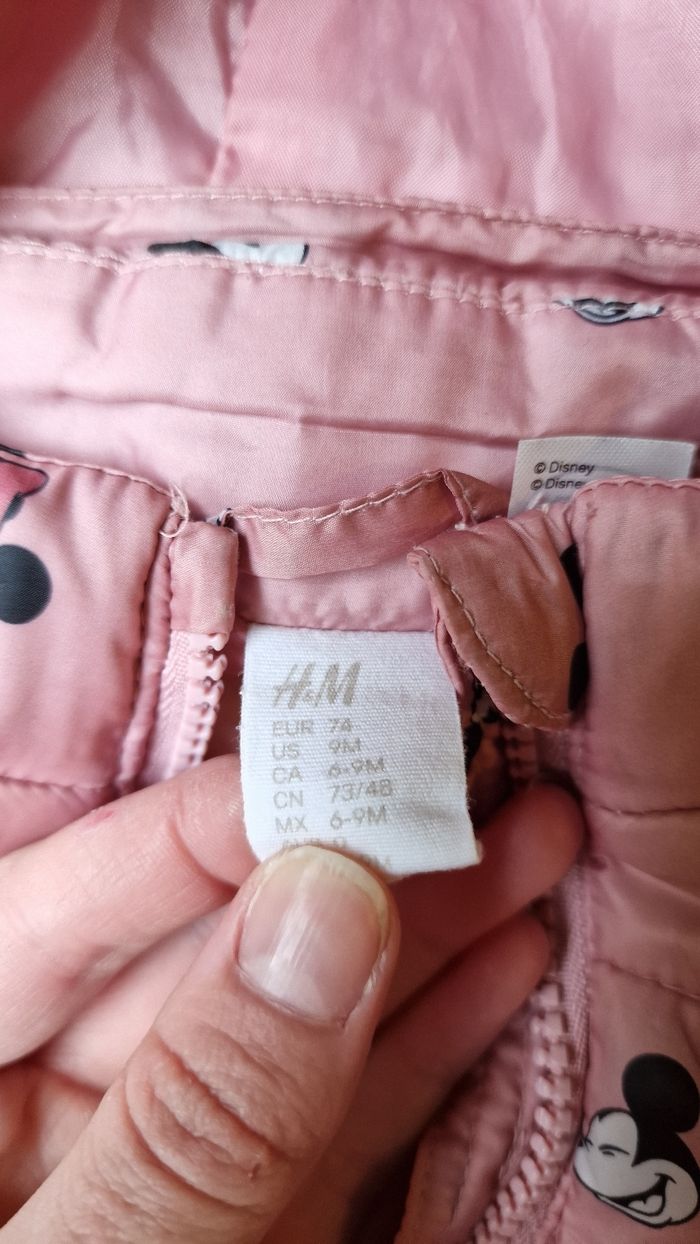 © Disney
© Disne
H&M
EUR 74
US 9M
CA 6-9M
CN 73/48
MX 6-9M